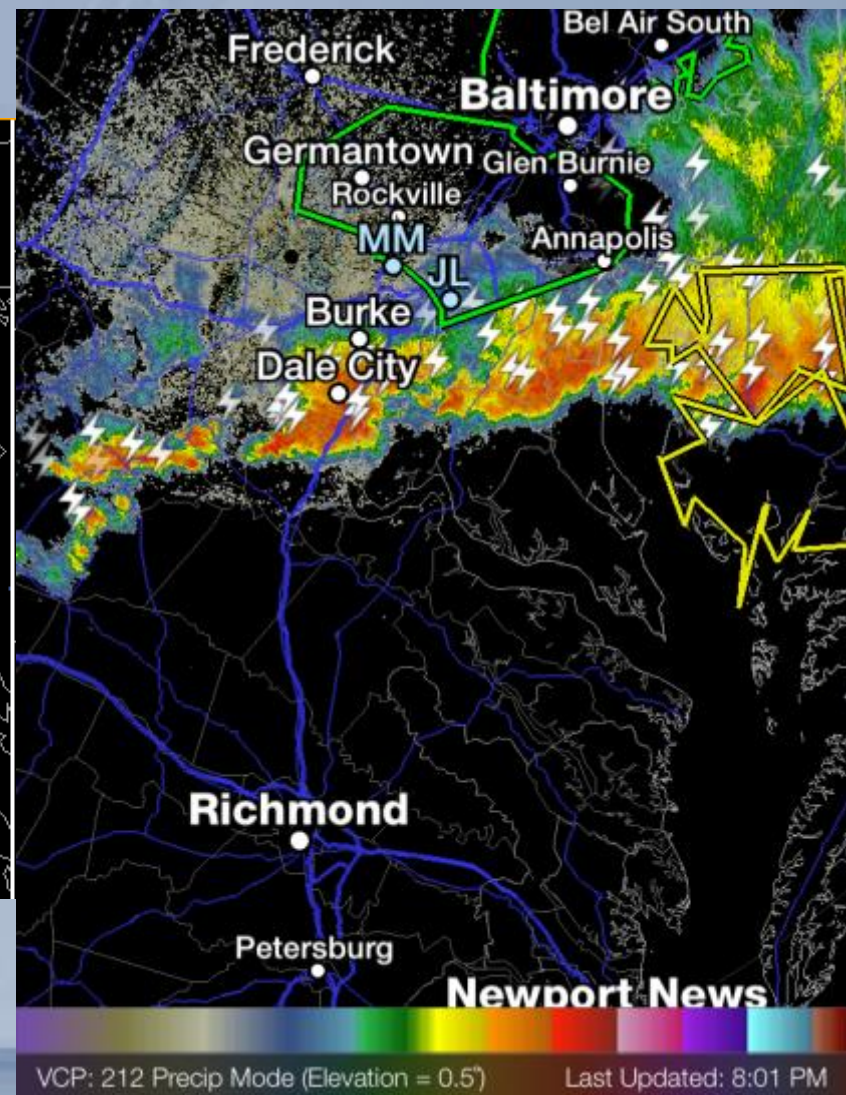 Bel Air South
Frederick
Baltimore
Germantown
Glen Burnie
Rockville
MM
Annapolis
JL
Burke
Dale City
Richmond
Petersburg
Newport News
VCP: 212 Precip Mode (Elevation = 0.5°)
Last Updated: 8:01 PM